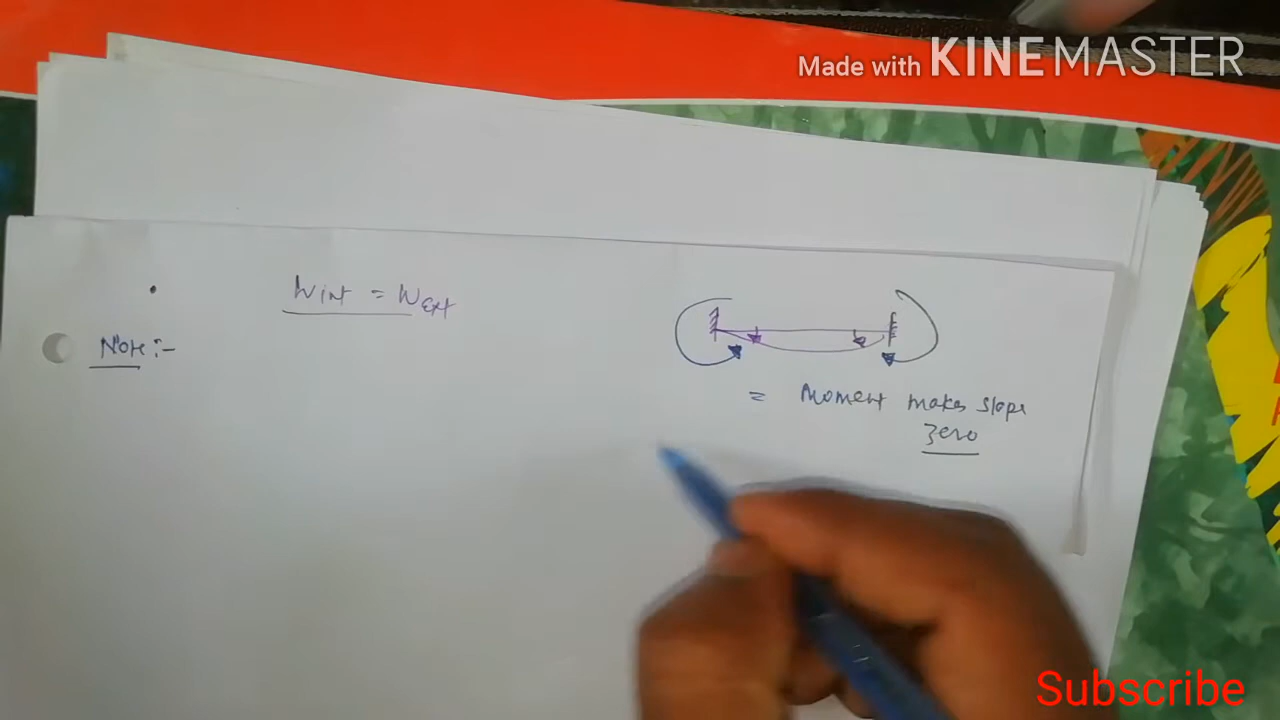 Made with KINEMASTER
Wint = WExt
Note :-
= Moment makes slope
zero
Subscribe